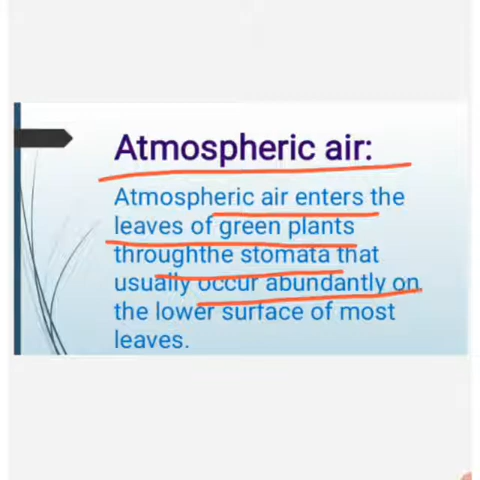 Atmospheric air:
Atmospheric air enters the
leaves of green plants
throughthe stomata that
usually occur abundantly on
the lower surface of most
leaves.